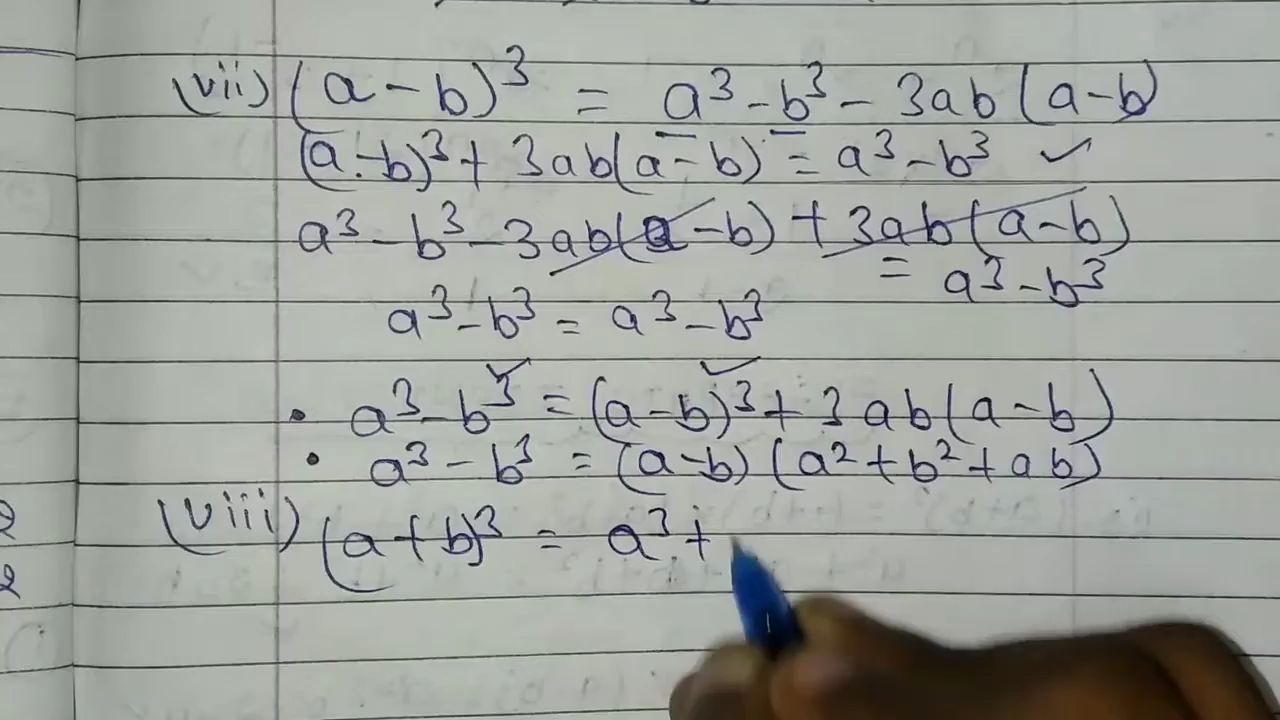 (vii) (a - b)³ = a³ - b³ - 3ab (a - b)
(a - b)³ + 3ab(a - b) = a³ - b³ ✓
a³ - b³ - 3ab(a - b) + 3ab(a - b)
= a³ - b³
a³ - b³ = a³ - b³
• a³ - b³ = (a - b)³ + 3ab(a - b)
• a³ - b³ = (a - b) (a² + b² + ab)
(viii) (a + b)³ = a³ +